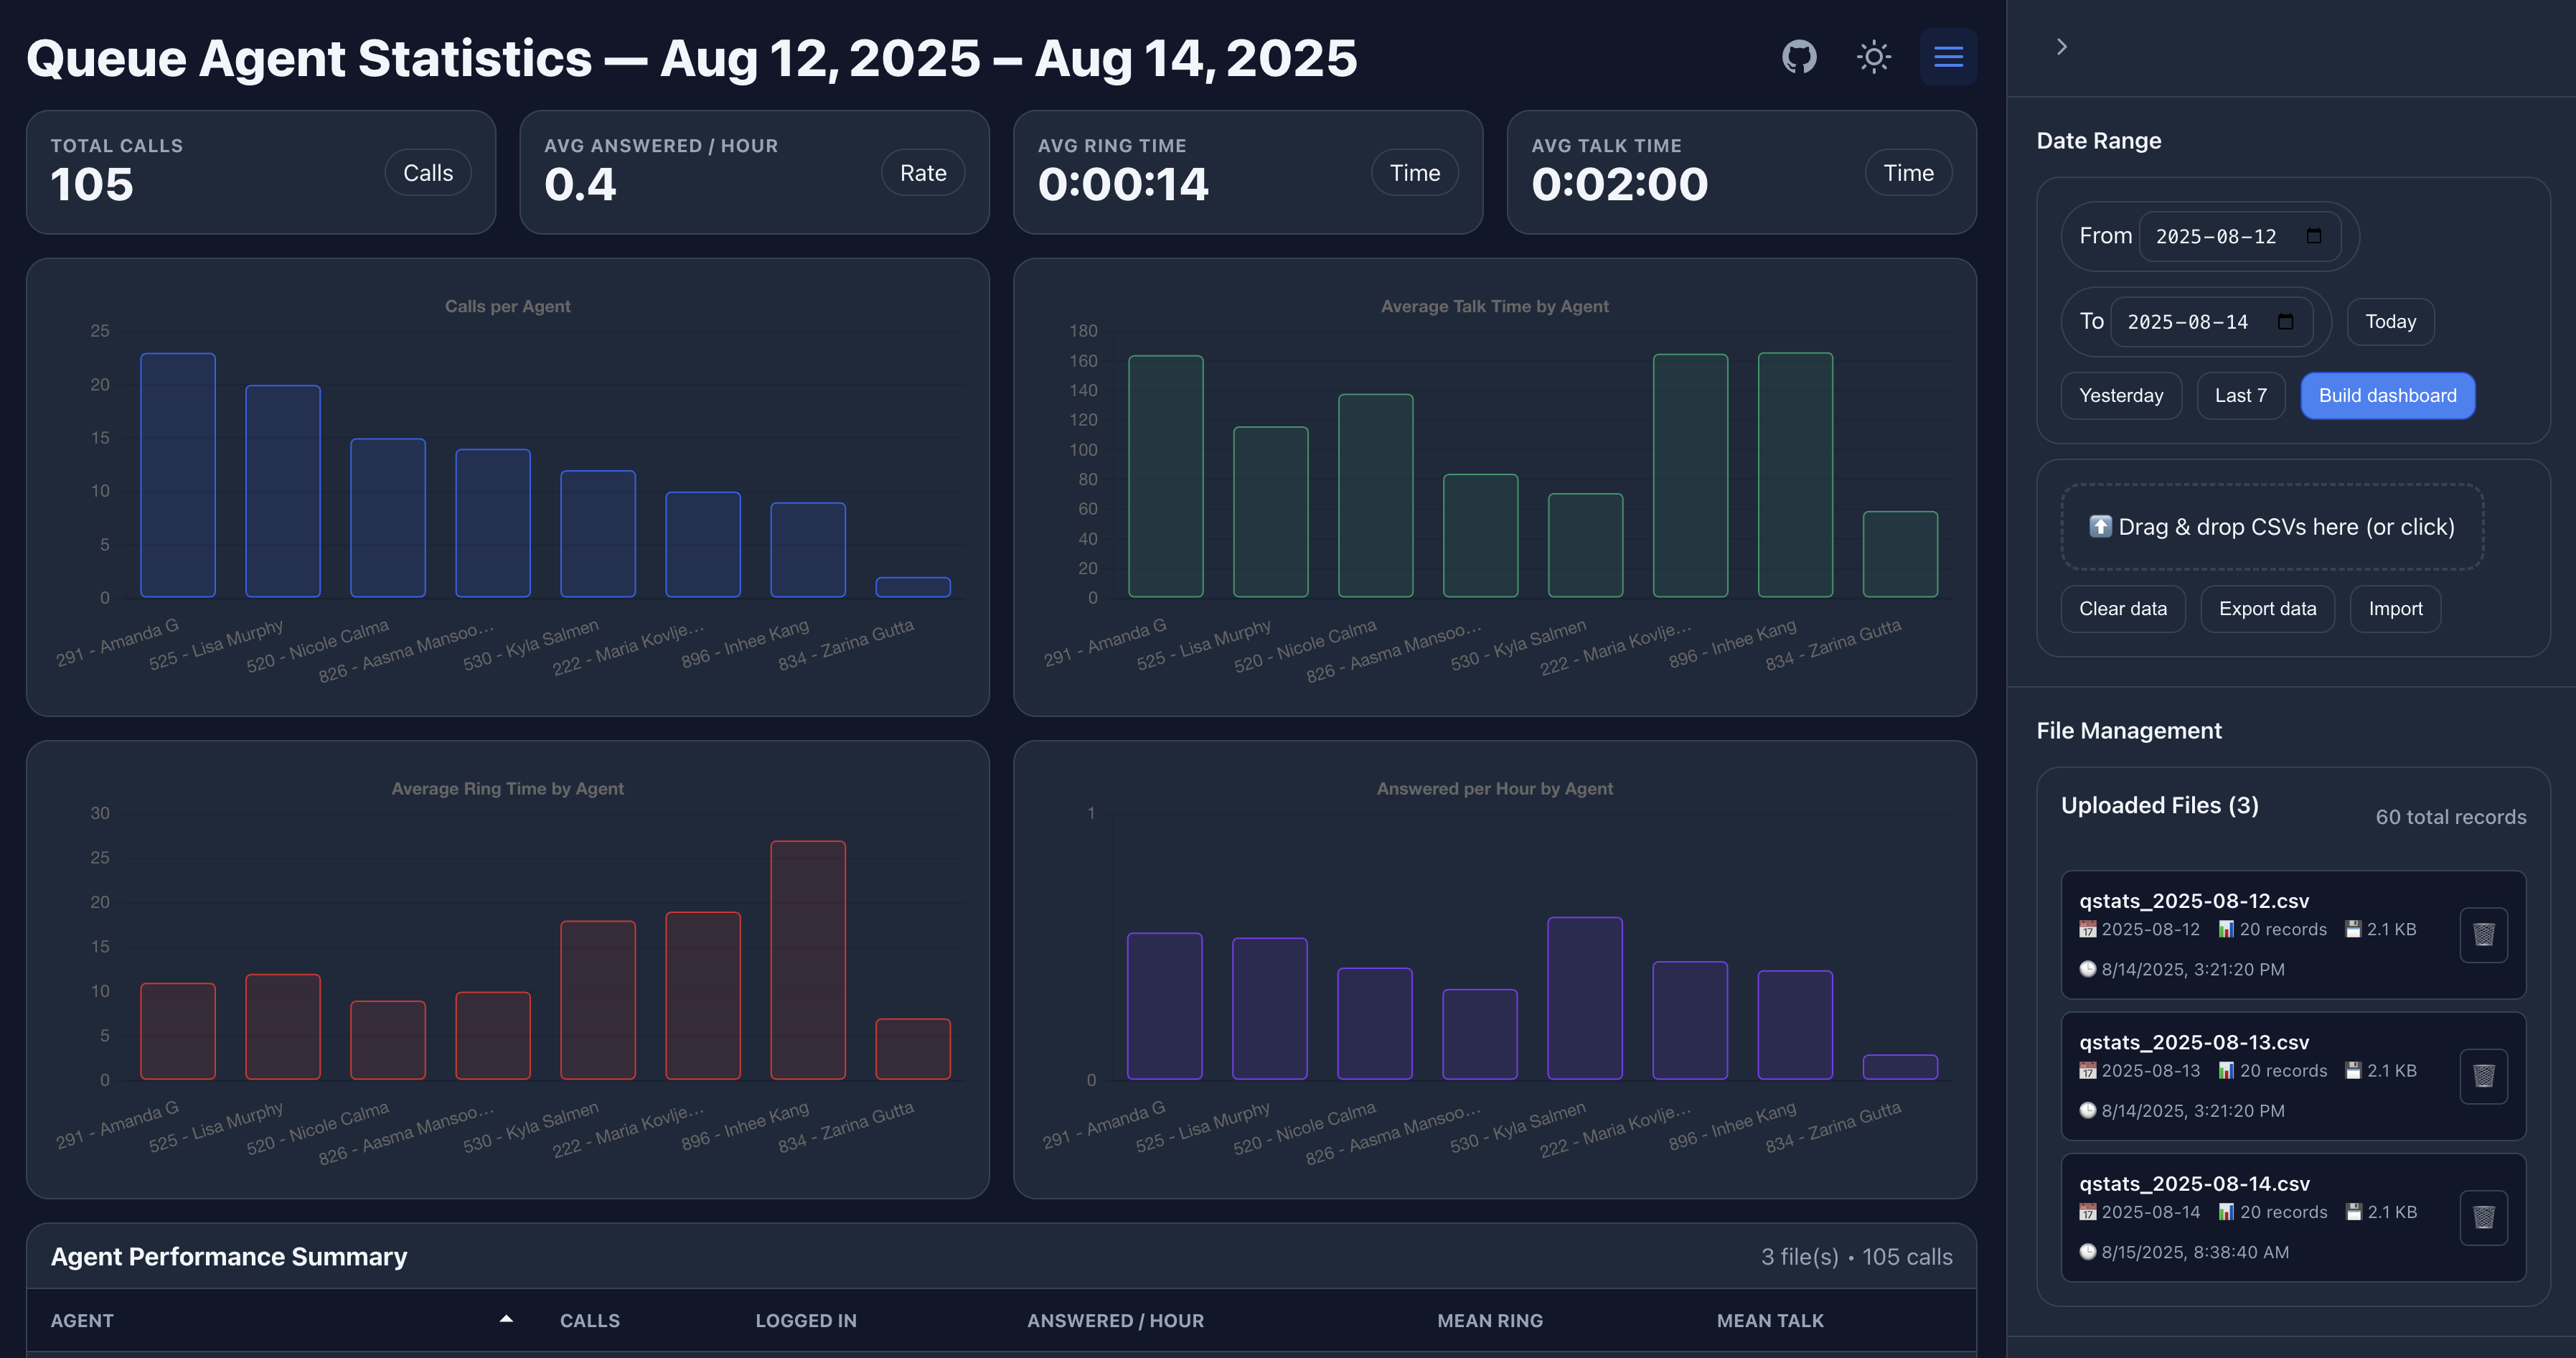 Queue Agent Statistics — Aug 12, 2025 – Aug 14, 2025
TOTAL CALLS
105
Calls
AVG ANSWERED / HOUR
0.4
Rate
AVG RING TIME
0:00:14
Time
AVG TALK TIME
0:02:00
Time
Calls per Agent
25
20
15
10
5
0
291 - Amanda G
525 - Lisa Murphy
520 - Nicole Calma
826 - Aasma Mansoo...
530 - Kyla Salmen
222 - Maria Kovlje...
896 - Inhee Kang
834 - Zarina Gutta
Average Talk Time by Agent
180
160
140
120
100
80
60
40
20
0
291 - Amanda G
525 - Lisa Murphy
520 - Nicole Calma
826 - Aasma Mansoo...
530 - Kyla Salmen
222 - Maria Kovlje...
896 - Inhee Kang
834 - Zarina Gutta
Average Ring Time by Agent
30
25
20
15
10
5
0
291 - Amanda G
525 - Lisa Murphy
520 - Nicole Calma
826 - Aasma Mansoo...
530 - Kyla Salmen
222 - Maria Kovlje...
896 - Inhee Kang
834 - Zarina Gutta
Answered per Hour by Agent
1
0
291 - Amanda G
525 - Lisa Murphy
520 - Nicole Calma
826 - Aasma Mansoo...
530 - Kyla Salmen
222 - Maria Kovlje...
896 - Inhee Kang
834 - Zarina Gutta
Agent Performance Summary
3 file(s) • 105 calls
AGENT CALLS LOGGED IN ANSWERED / HOUR MEAN RING MEAN TALK
Date Range
From 2025-08-12
To 2025-08-14 Today
Yesterday Last 7 Build dashboard
Drag & drop CSVs here (or click)
Clear data Export data Import
File Management
Uploaded Files (3)
60 total records
qstats_2025-08-12.csv
2025-08-12 20 records 2.1 KB
8/14/2025, 3:21:20 PM
qstats_2025-08-13.csv
2025-08-13 20 records 2.1 KB
8/14/2025, 3:21:20 PM
qstats_2025-08-14.csv
2025-08-14 20 records 2.1 KB
8/15/2025, 8:38:40 AM